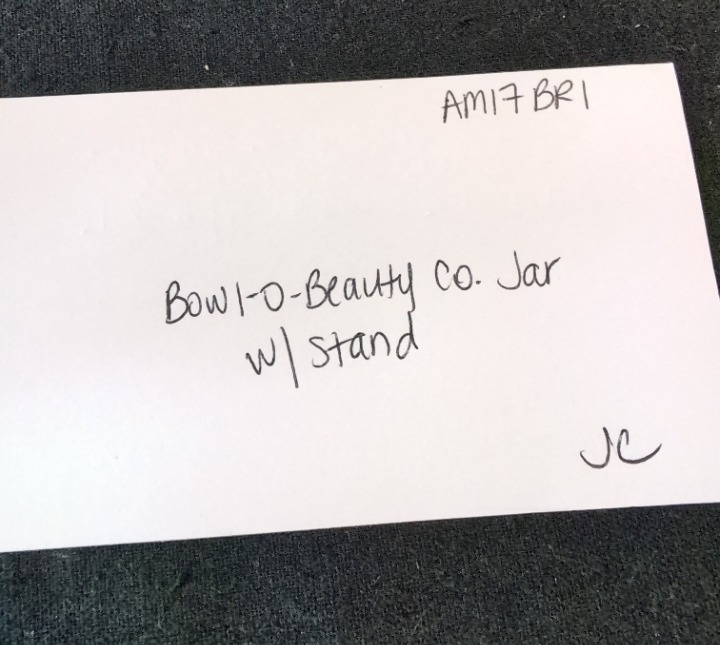 AM17BR1
Bowl-O-Beauty Co. Jar
w/ stand
JC